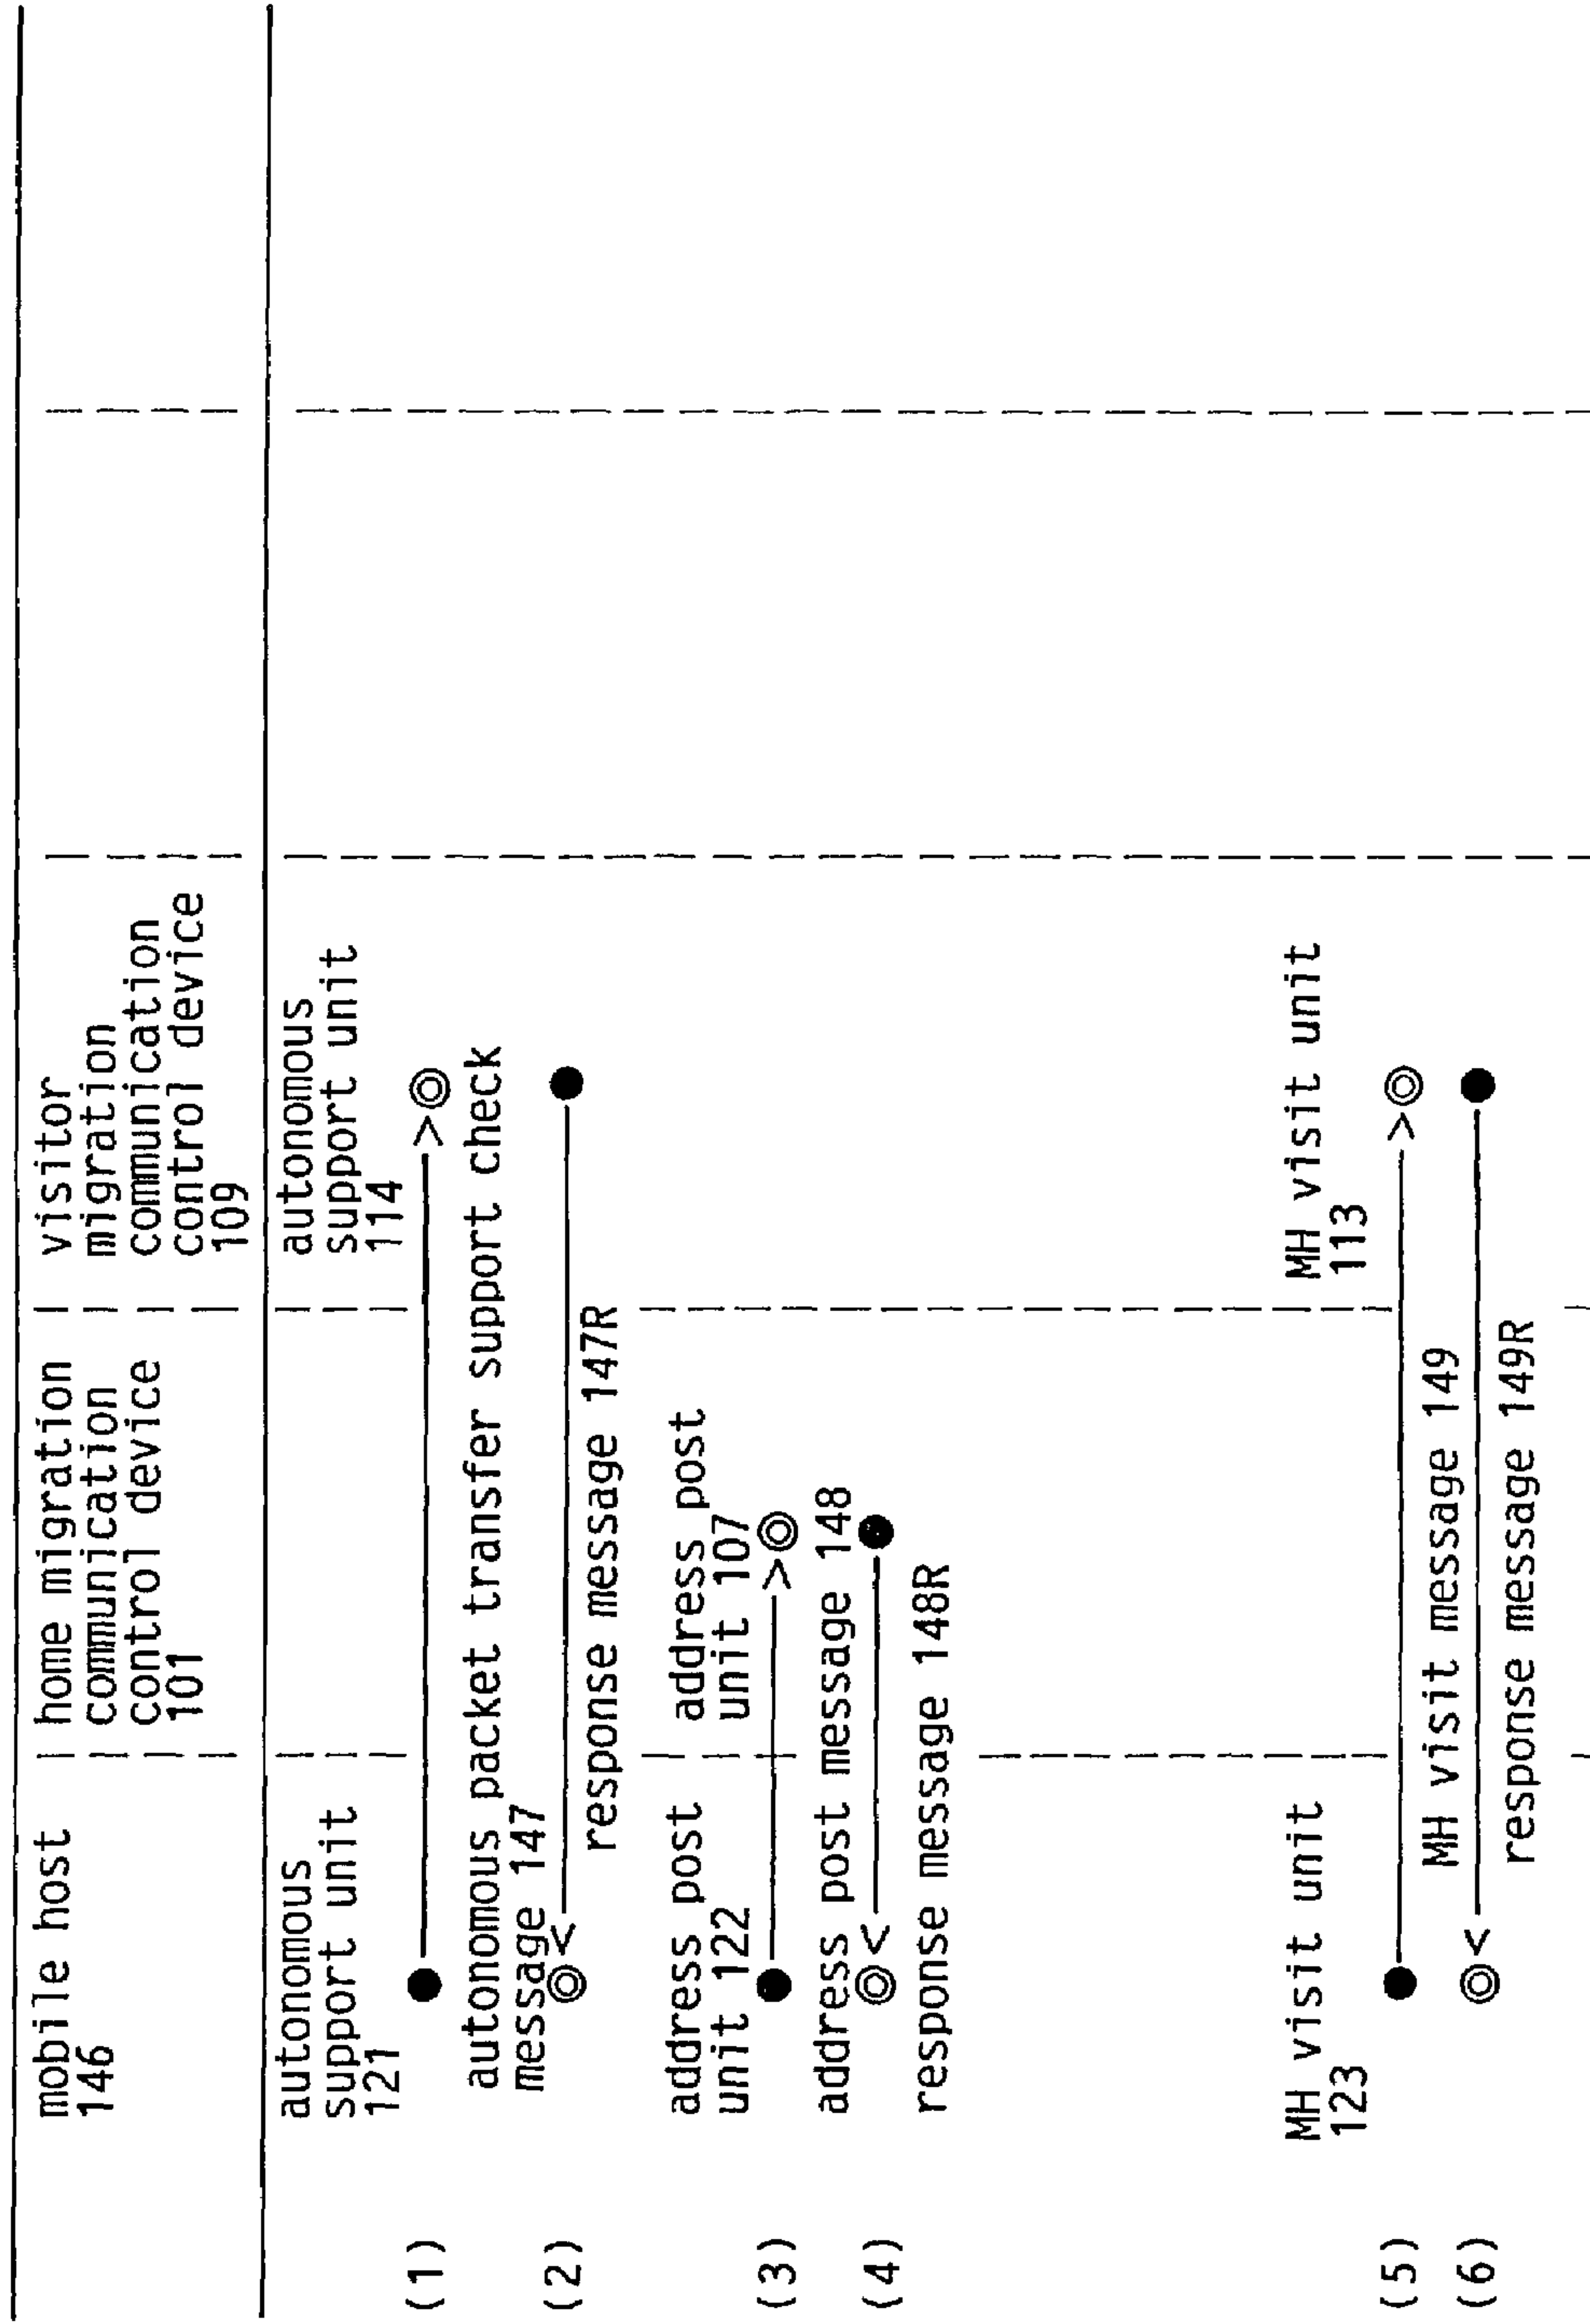 mobile host
146
home migration
communication
control device
101
visitor
migration
communication
control device
109
autonomous
support unit
121
autonomous
support unit
114
(1)
autonomous packet transfer support check
message 147
(2)
response message 147R
address post
unit 122
address post
unit 107
(3)
address post message 148
(4)
response message 148R
MH visit unit
123
MH visit unit
113
(5)
MH visit message 149
(6)
response message 149R